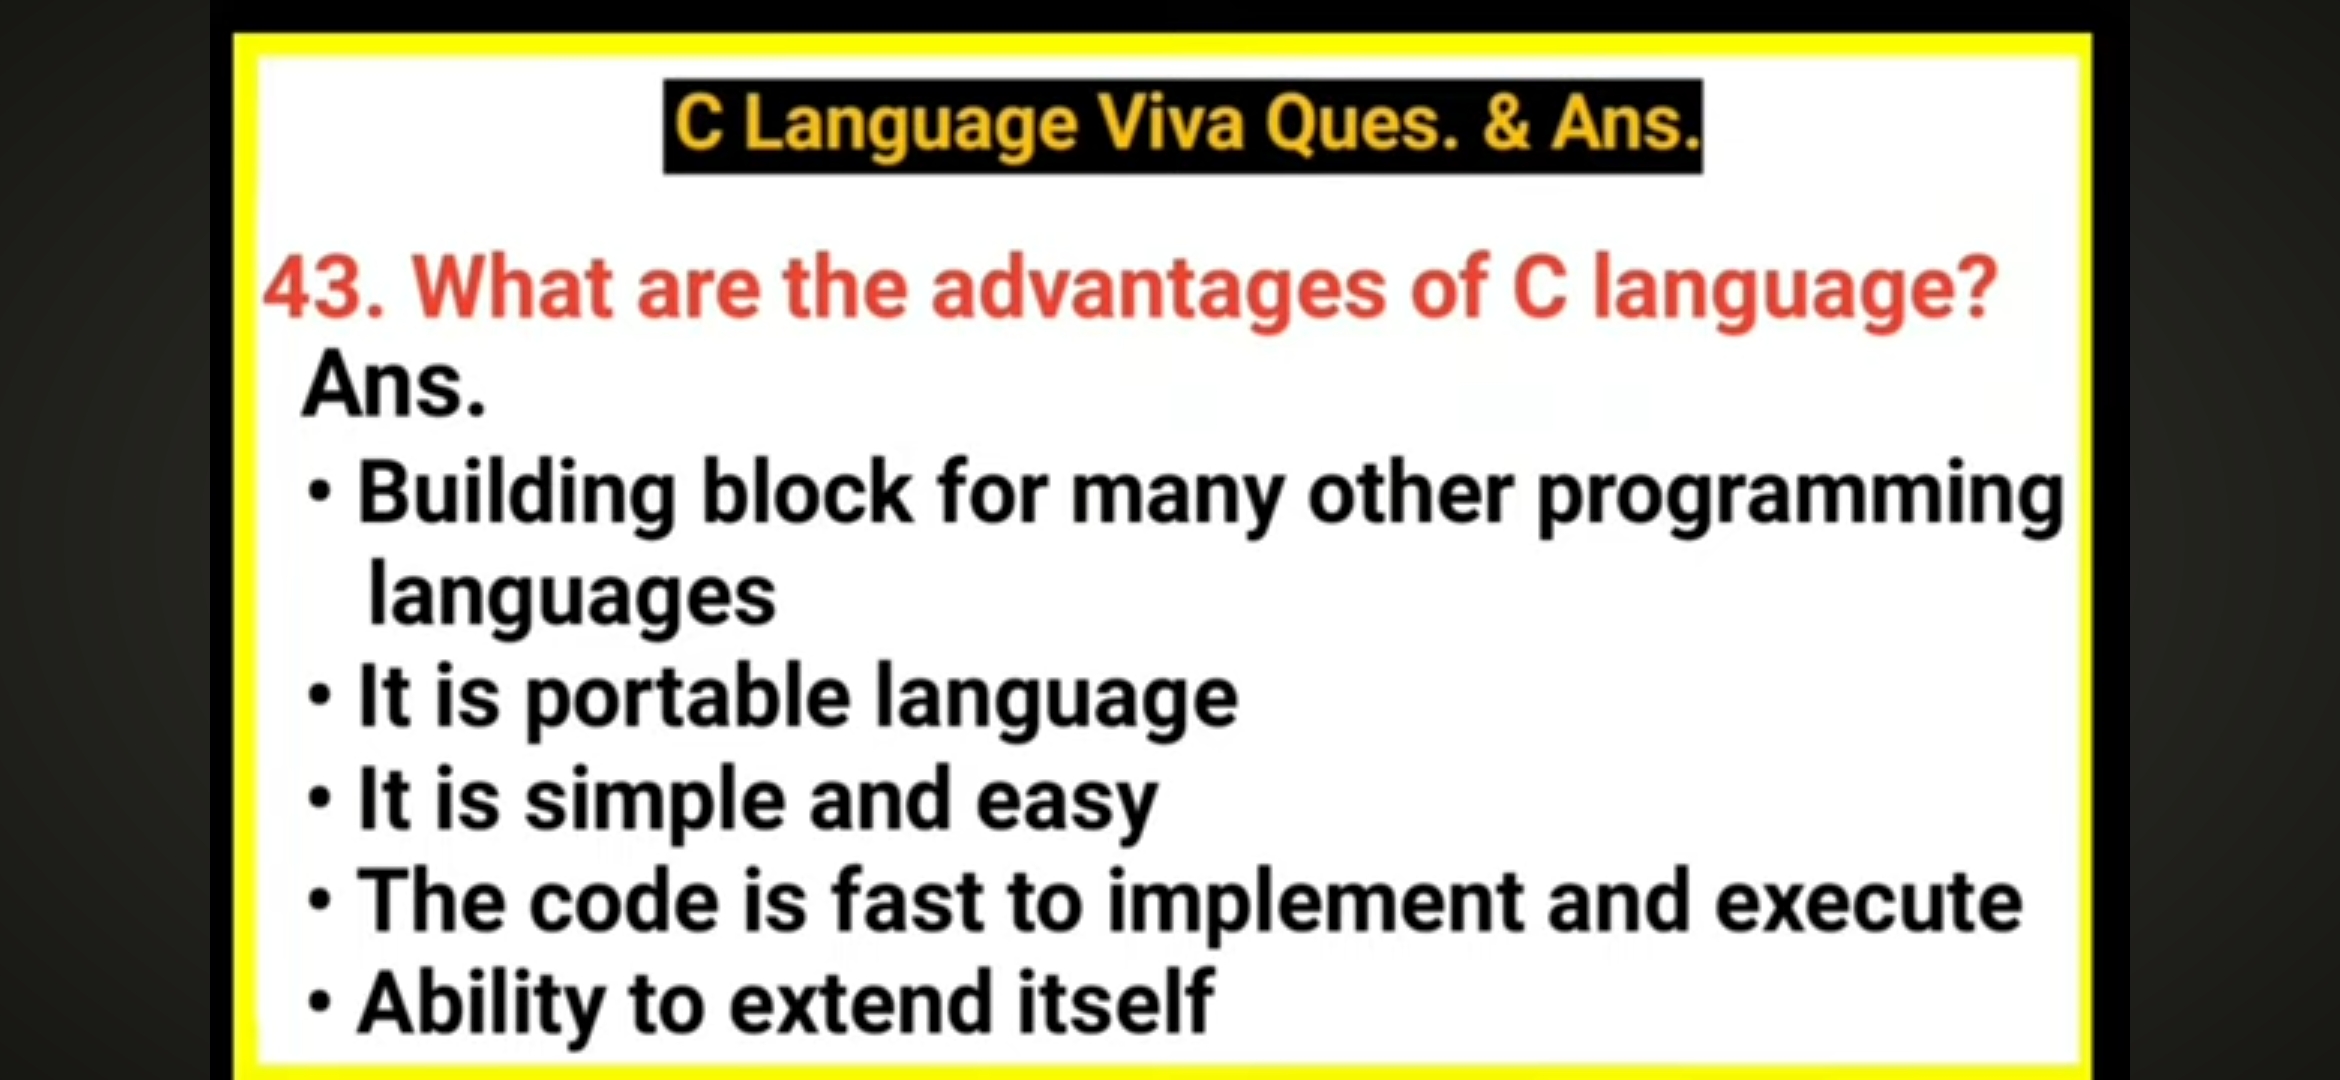 C Language Viva Ques. & Ans.
43. What are the advantages of C language?
Ans.
• Building block for many other programming
languages
• It is portable language
• It is simple and easy
• The code is fast to implement and execute
• Ability to extend itself